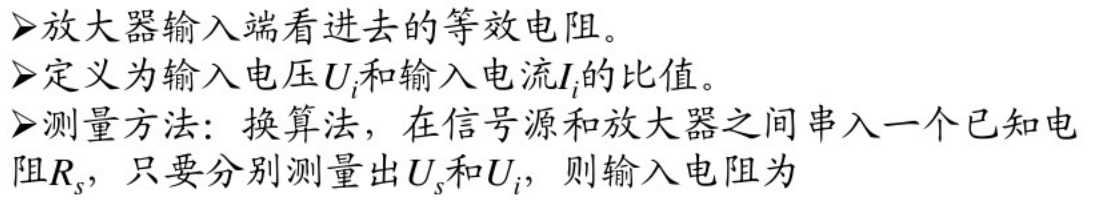 ➢放大器输入端看进去的等效电阻。
➢定义为输入电压Ui和输入电流Ii的比值。
➢测量方法：换算法，在信号源和放大器之间串入一个已知电
阻Rs，只要分别测量出Us和Ui，则输入电阻为